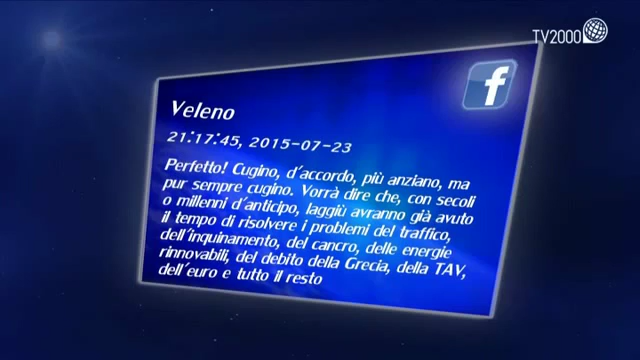 TV2000
f
Veleno
21:17:45, 2015-07-23
Perfetto! Cugino, d'accordo, più anziano, ma
pur sempre cugino. Vorrà dire che, con secoli
o millenni d'anticipo, laggiù avranno già avuto
il tempo di risolvere i problemi del traffico,
dell'inquinamento, del cancro, delle energie
rinnovabili, del debito della Grecia, della TAV,
dell'euro e tutto il resto